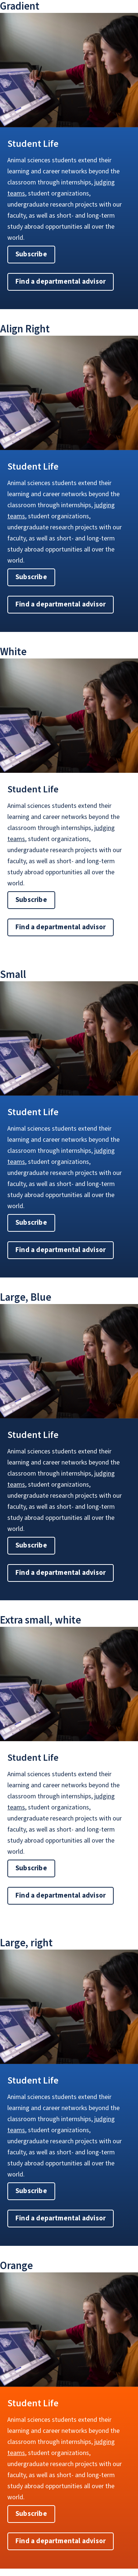 Gradient
Student Life
Animal sciences students extend their
learning and career networks beyond the
classroom through internships, judging
teams, student organizations,
undergraduate research projects with our
faculty, as well as short- and long-term
study abroad opportunities all over the
world.
Subscribe
Find a departmental advisor
Align Right
Student Life
Animal sciences students extend their
learning and career networks beyond the
classroom through internships, judging
teams, student organizations,
undergraduate research projects with our
faculty, as well as short- and long-term
study abroad opportunities all over the
world.
Subscribe
Find a departmental advisor
White
Student Life
Animal sciences students extend their
learning and career networks beyond the
classroom through internships, judging
teams, student organizations,
undergraduate research projects with our
faculty, as well as short- and long-term
study abroad opportunities all over the
world.
Subscribe
Find a departmental advisor
Small
Student Life
Animal sciences students extend their
learning and career networks beyond the
classroom through internships, judging
teams, student organizations,
undergraduate research projects with our
faculty, as well as short- and long-term
study abroad opportunities all over the
world.
Subscribe
Find a departmental advisor
Large, Blue
Student Life
Animal sciences students extend their
learning and career networks beyond the
classroom through internships, judging
teams, student organizations,
undergraduate research projects with our
faculty, as well as short- and long-term
study abroad opportunities all over the
world.
Subscribe
Find a departmental advisor
Extra small, white
Student Life
Animal sciences students extend their
learning and career networks beyond the
classroom through internships, judging
teams, student organizations,
undergraduate research projects with our
faculty, as well as short- and long-term
study abroad opportunities all over the
world.
Subscribe
Find a departmental advisor
Large, right
Student Life
Animal sciences students extend their
learning and career networks beyond the
classroom through internships, judging
teams, student organizations,
undergraduate research projects with our
faculty, as well as short- and long-term
study abroad opportunities all over the
world.
Subscribe
Find a departmental advisor
Orange
Student Life
Animal sciences students extend their
learning and career networks beyond the
classroom through internships, judging
teams, student organizations,
undergraduate research projects with our
faculty, as well as short- and long-term
study abroad opportunities all over the
world.
Subscribe
Find a departmental advisor